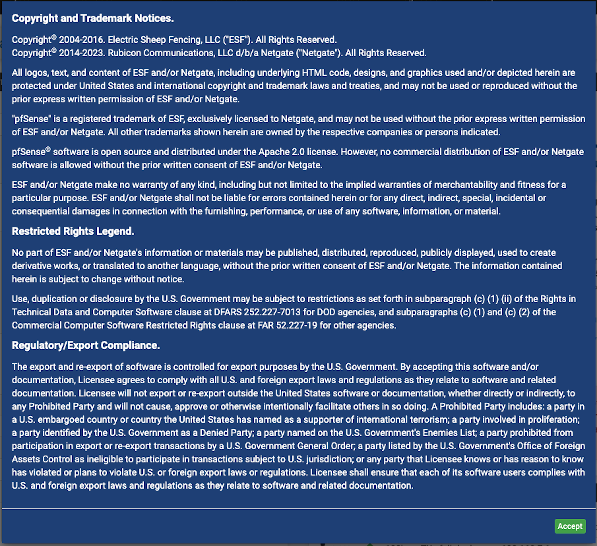 Copyright and Trademark Notices.
Copyright® 2004-2016. Electric Sheep Fencing, LLC ("ESF"). All Rights Reserved.
Copyright® 2014-2023. Rubicon Communications, LLC d/b/a Netgate ("Netgate"). All Rights Reserved.
All logos, text, and content of ESF and/or Netgate, including underlying HTML code, designs, and graphics used and/or depicted herein are
protected under United States and international copyright and trademark laws and treaties, and may not be used or reproduced without the
prior express written permission of ESF and/or Netgate.
"pfSense" is a registered trademark of ESF, exclusively licensed to Netgate, and may not be used without the prior express written permission
of ESF and/or Netgate. All other trademarks shown herein are owned by the respective companies or persons indicated.
pfSense® software is open source and distributed under the Apache 2.0 license. However, no commercial distribution of ESF and/or Netgate
software is allowed without the prior written consent of ESF and/or Netgate.
ESF and/or Netgate make no warranty of any kind, including but not limited to the implied warranties of merchantability and fitness for a
particular purpose. ESF and/or Netgate shall not be liable for errors contained herein or for any direct, indirect, special, incidental or
consequential damages in connection with the furnishing, performance, or use of any software, information, or material.
Restricted Rights Legend.
No part of ESF and/or Netgate's information or materials may be published, distributed, reproduced, publicly displayed, used to create
derivative works, or translated to another language, without the prior written consent of ESF and/or Netgate. The information contained
herein is subject to change without notice.
Use, duplication or disclosure by the U.S. Government may be subject to restrictions as set forth in subparagraph (c) (1) (ii) of the Rights in
Technical Data and Computer Software clause at DFARS 252.227-7013 for DOD agencies, and subparagraphs (c) (1) and (c) (2) of the
Commercial Computer Software Restricted Rights clause at FAR 52.227-19 for other agencies.
Regulatory/Export Compliance.
The export and re-export of software is controlled for export purposes by the U.S. Government. By accepting this software and/or
documentation, Licensee agrees to comply with all U.S. and foreign export laws and regulations as they relate to software and related
documentation. Licensee will not export or re-export outside the United States software or documentation, whether directly or indirectly, to
any Prohibited Party and will not cause, approve or otherwise intentionally facilitate others in so doing. A Prohibited Party includes: a party in
a U.S. embargoed country or country the United States has named as a supporter of international terrorism; a party involved in proliferation;
a party identified by the U.S. Government as a Denied Party; a party named on the U.S. Government's Enemies List; a party prohibited from
participation in export or re-export transactions by a U.S. Government General Order; a party listed by the U.S. Government's Office of Foreign
Assets Control as ineligible to participate in transactions subject to U.S. jurisdiction; or any party that Licensee knows or has reason to know
has violated or plans to violate U.S. or foreign export laws or regulations. Licensee shall ensure that each of its software users complies with
U.S. and foreign export laws and regulations as they relate to software and related documentation.
Accept